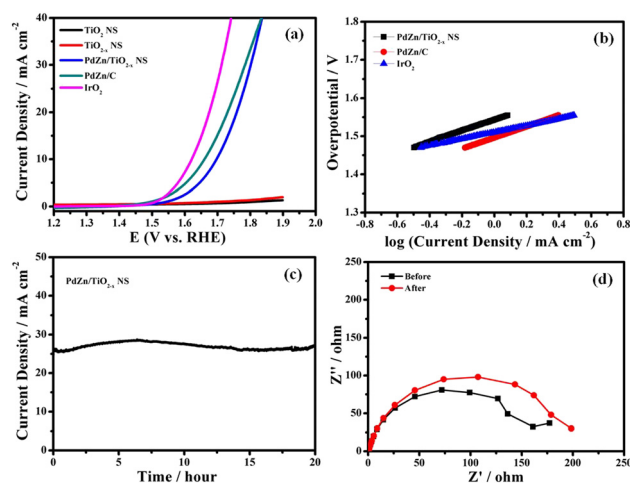 40
30
20
10
0
Current Density / mA cm-2
TiO2 NS
TiO2-x NS
PdZn/TiO2-x NS
PdZn/C
IrO2
(a)
1.2 1.3 1.4 1.5 1.6 1.7 1.8 1.9 2.0
E (V vs. RHE)
1.8
1.7
1.6
1.5
1.4
1.3
Overpotential / V
PdZn/TiO2-x NS
PdZn/C
IrO2
(b)
-0.8 -0.6 -0.4 -0.2 0.0 0.2 0.4 0.6 0.8
log (Current Density / mA cm-2)
50
40
30
20
10
0
Current Density / mA cm-2
PdZn/TiO2-x NS
(c)
0 5 10 15 20
Time / hour
250
200
150
100
50
0
Z'' / ohm
Before
After
(d)
0 50 100 150 200 250
Z' / ohm